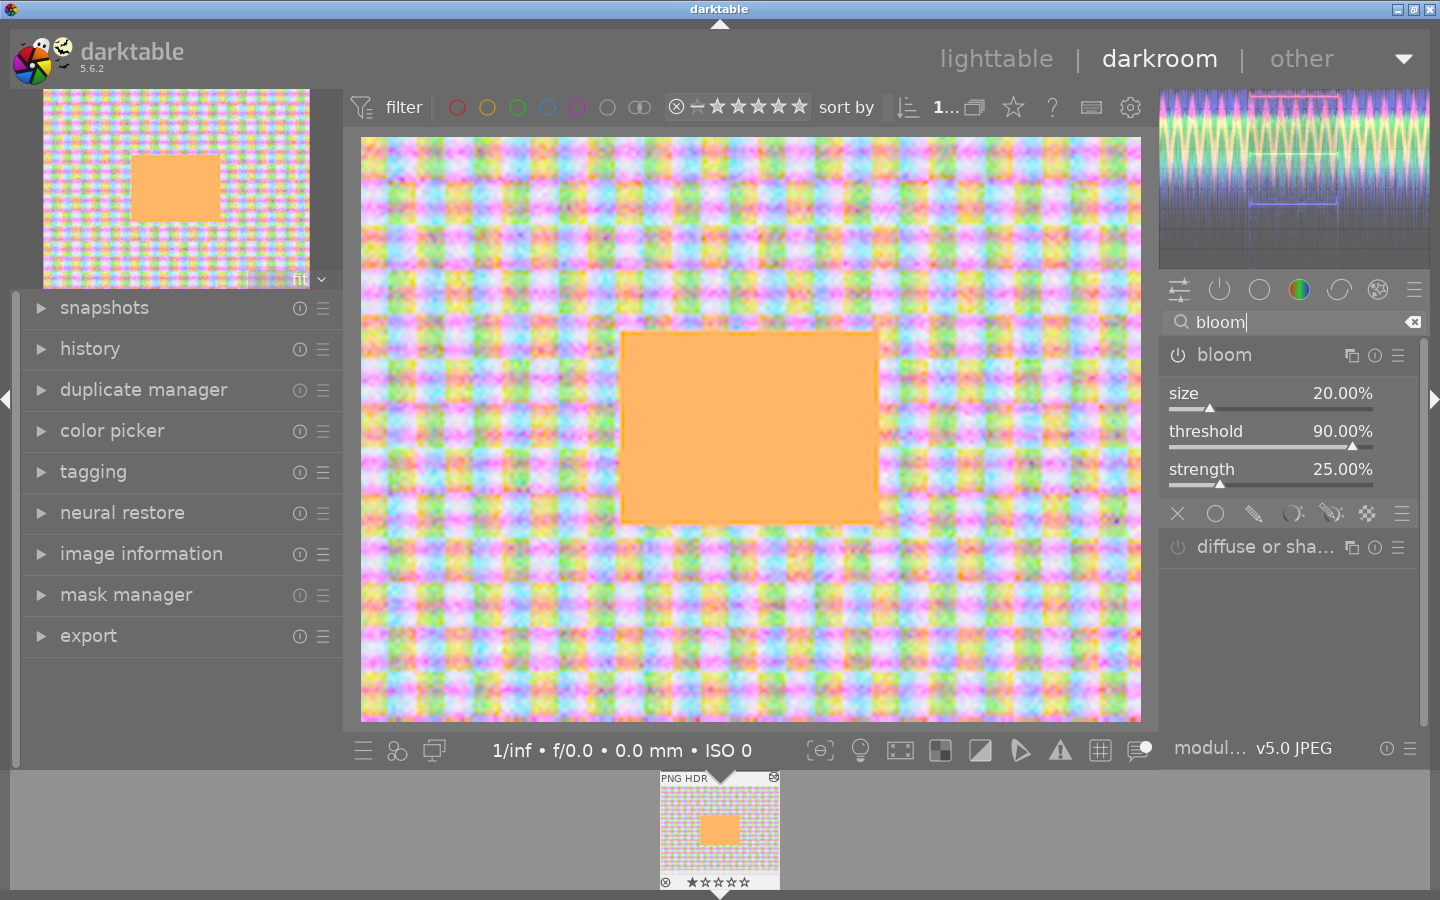 darktable
darktable
5.6.2
lighttable | darkroom | other
filter
sort by
1...
fit
snapshots
history
duplicate manager
color picker
tagging
neural restore
image information
mask manager
export
bloom
bloom
size 20.00%
threshold 90.00%
strength 25.00%
diffuse or sha...
1/inf • f/0.0 • 0.0 mm • ISO 0
modul... v5.0 JPEG
PNG HDR